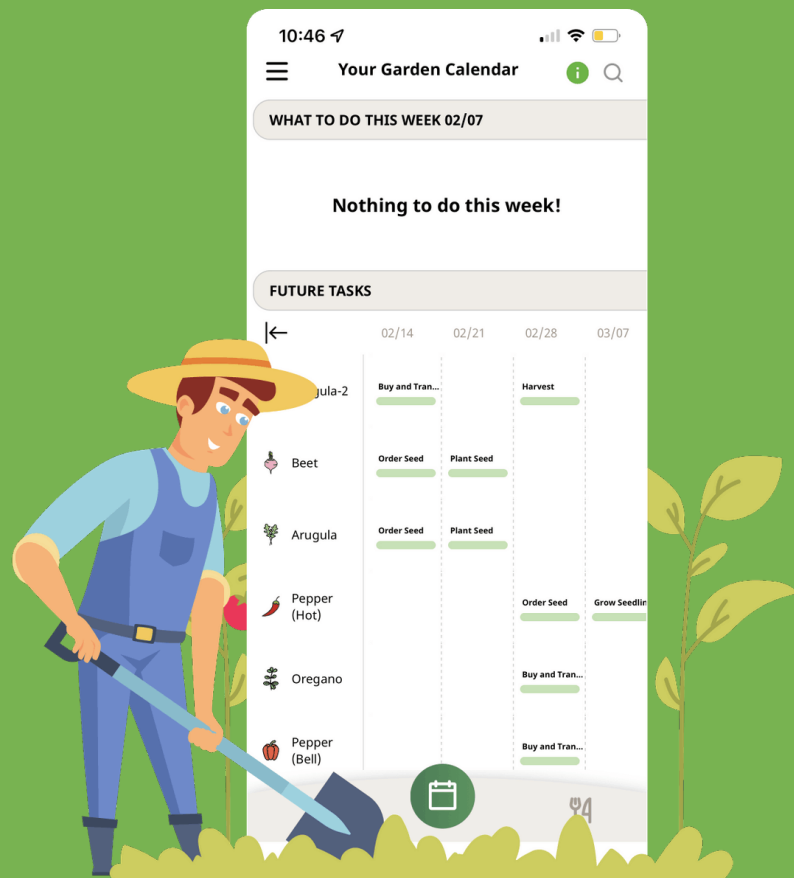 10:46
Your Garden Calendar
WHAT TO DO THIS WEEK 02/07
Nothing to do this week!
FUTURE TASKS
02/14 02/21 02/28 03/07
gula-2 Buy and Tran... Harvest
Beet Order Seed Plant Seed
Arugula Order Seed Plant Seed
Pepper
(Hot) Order Seed Grow Seedlin
Oregano Buy and Tran...
Pepper
(Bell) Buy and Tran...